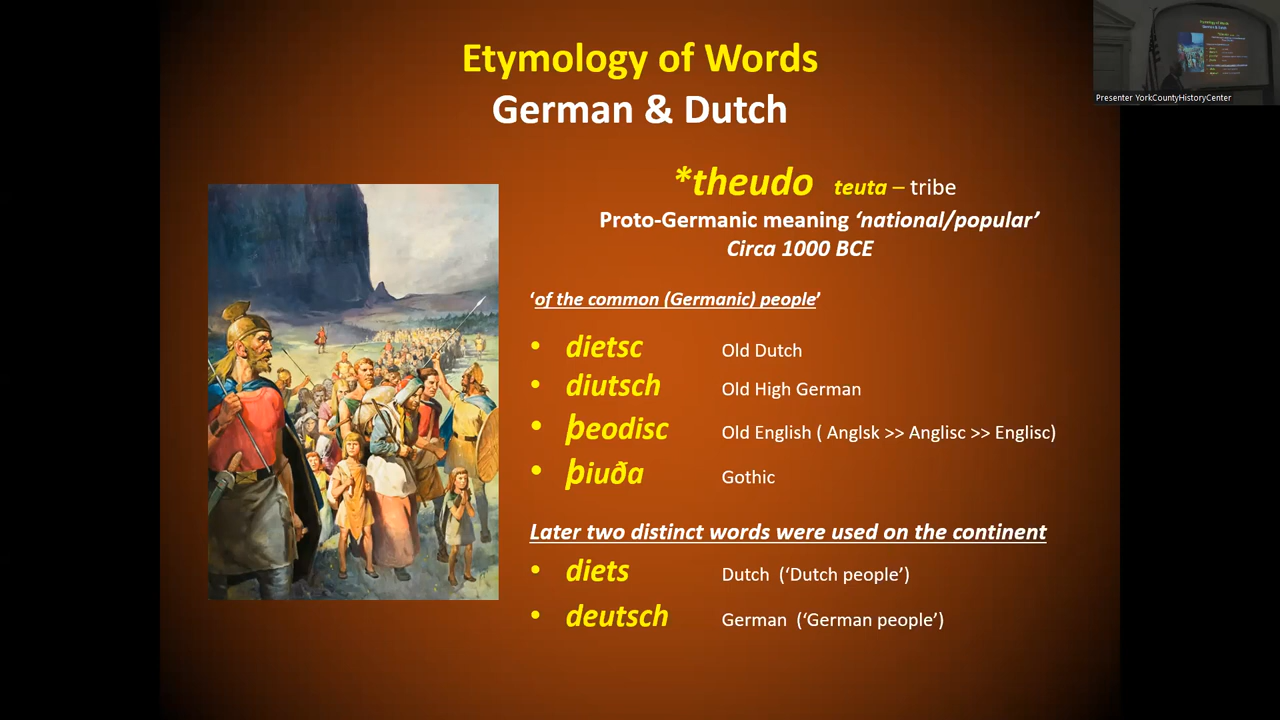 Etymology of Words
German & Dutch
*theudo teuta – tribe
Proto-Germanic meaning ‘national/popular’
Circa 1000 BCE
‘of the common (Germanic) people’
• dietsc Old Dutch
• diutsch Old High German
• þeodisc Old English ( Anglsk >> Anglisc >> Englisc)
• þiuða Gothic
Later two distinct words were used on the continent
• diets Dutch (‘Dutch people’)
• deutsch German (‘German people’)
Presenter YorkCountyHistoryCenter